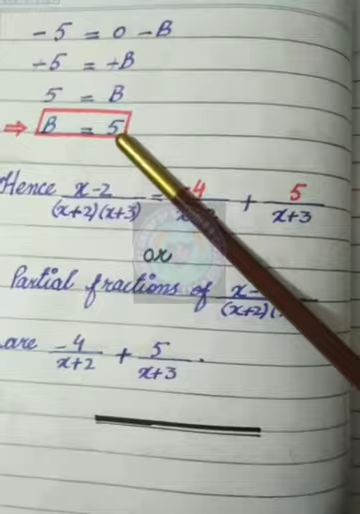 -5 = 0 - B
-5 = -B
5 = B
⇒ B = 5
Hence (x-2)/((x+2)(x+3)) = -4/x + 5/(x+3)
or
Partial fractions of (x-)/((x+2)(
are -4/(x+2) + 5/(x+3).